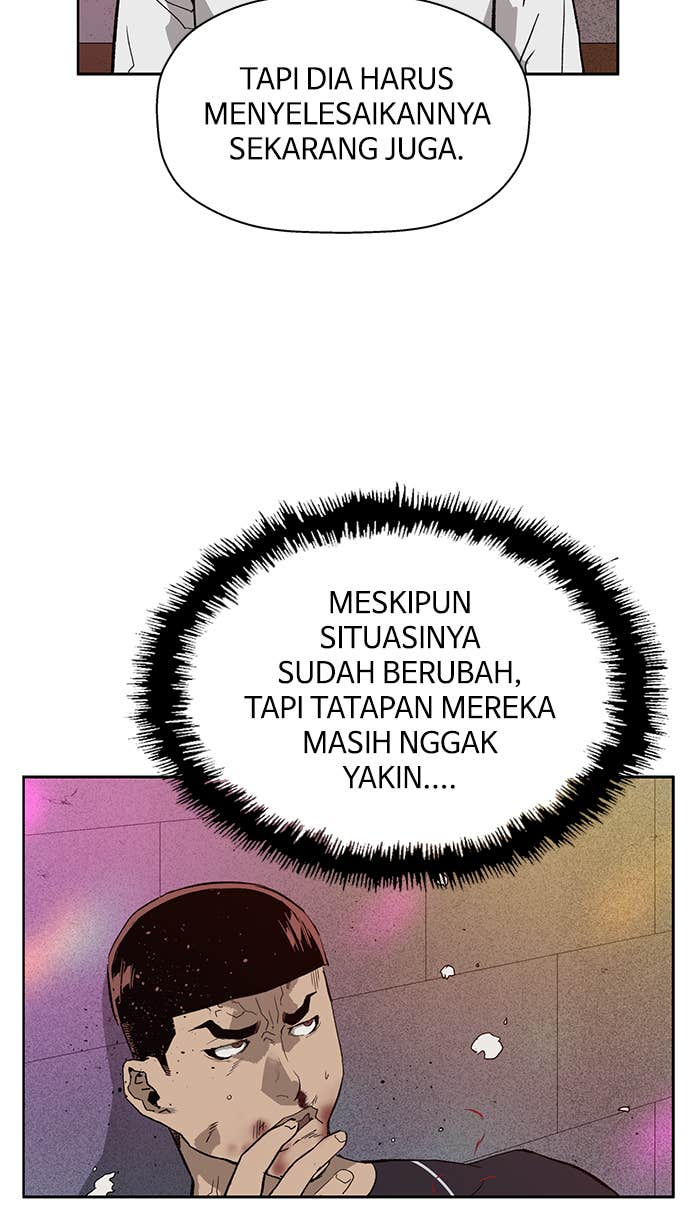 TAPI DIA HARUS
MENYELESAIKANNYA
SEKARANG JUGA.
MESKIPUN
SITUASINYA
SUDAH BERUBAH,
TAPI TATAPAN MEREKA
MASIH NGGAK
YAKIN....